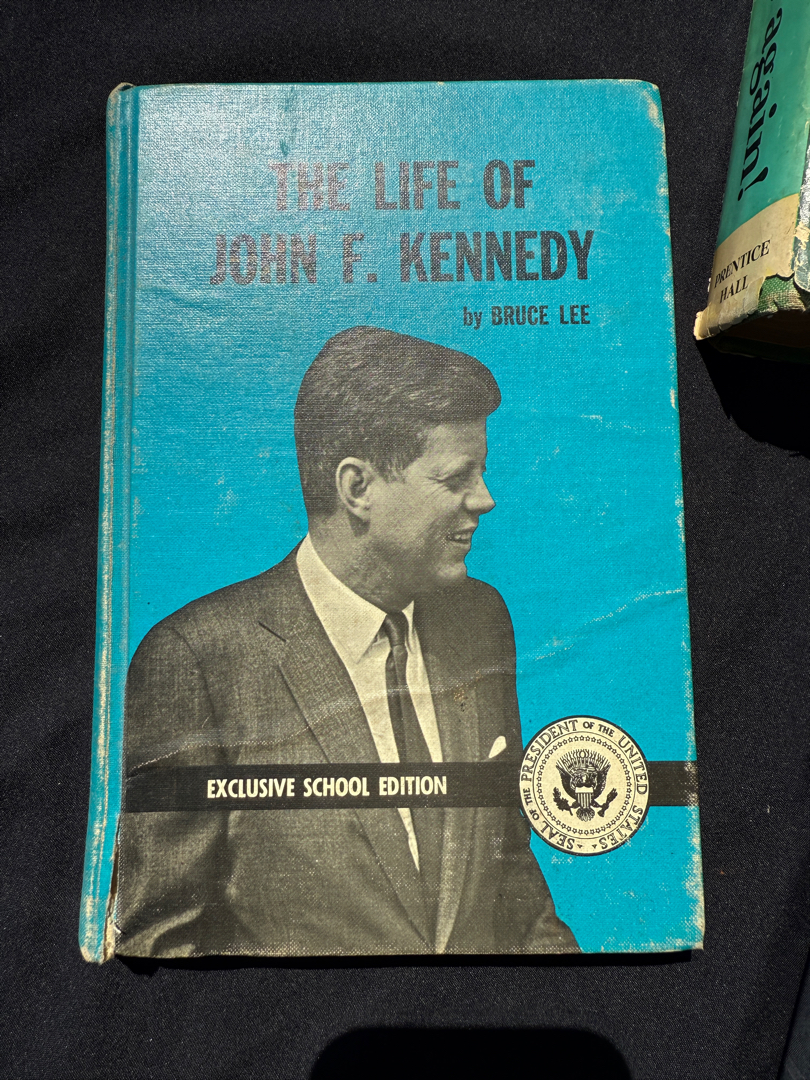 THE LIFE OF
JOHN F. KENNEDY
by BRUCE LEE
EXCLUSIVE SCHOOL EDITION
SEAL OF THE PRESIDENT OF THE UNITED STATES
again!
PRENTICE
HALL